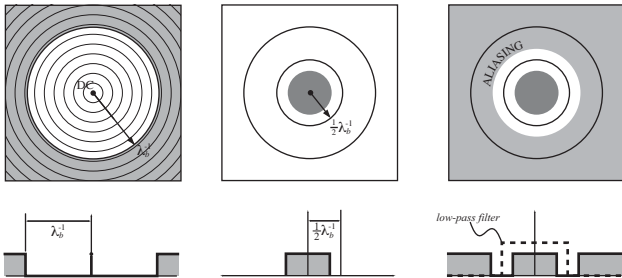 DC
λ_b^-1
½λ_b^-1
ALIASING
λ_b^-1
½λ_b^-1
low-pass filter